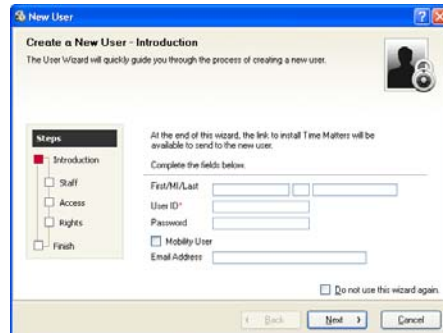 New User
Create a New User - Introduction
The User Wizard will quickly guide you through the process of creating a new user.
Steps
Introduction
Staff
Access
Rights
Finish
At the end of this wizard, the link to install Time Matters will be
available to send to the new user.
Complete the fields below.
First/MI/Last
User ID*
Password
Mobility User
Email Address
Do not use this wizard again.
Back
Next
Cancel